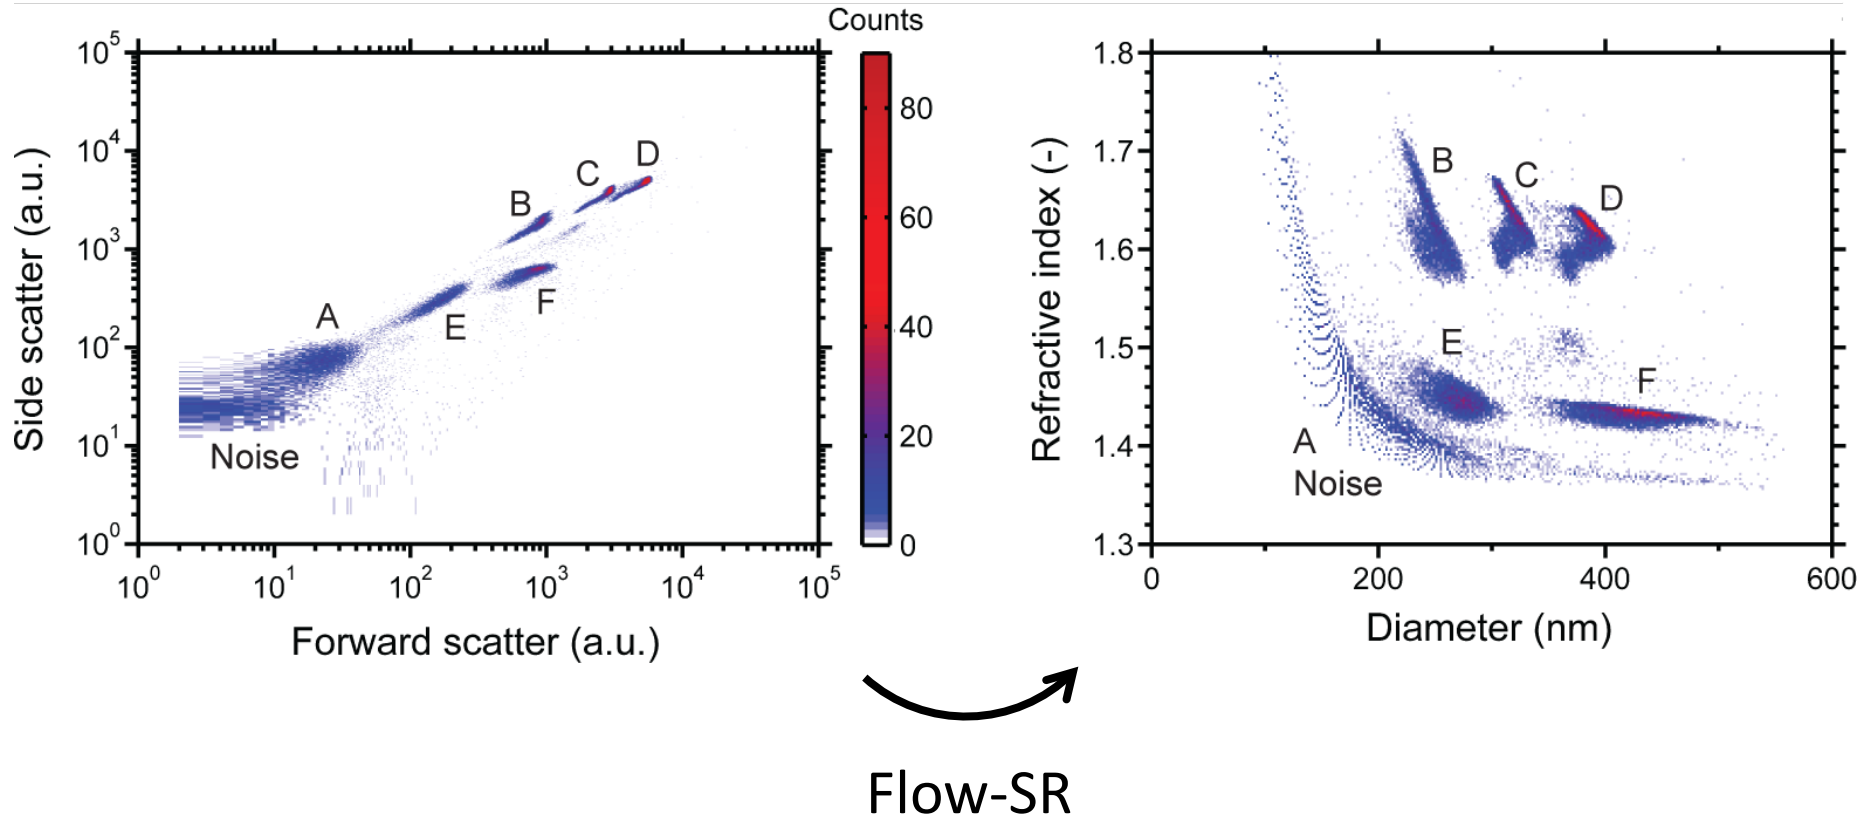 Counts
Side scatter (a.u.)
10^5
10^4
10^3
10^2
10^1
10^0
A
B
C
D
E
F
Noise
10^0 10^1 10^2 10^3 10^4 10^5
Forward scatter (a.u.)
80
60
40
20
0
Refractive index (-)
1.8
1.7
1.6
1.5
1.4
1.3
B
C
D
E
F
A
Noise
0 200 400 600
Diameter (nm)
Flow-SR